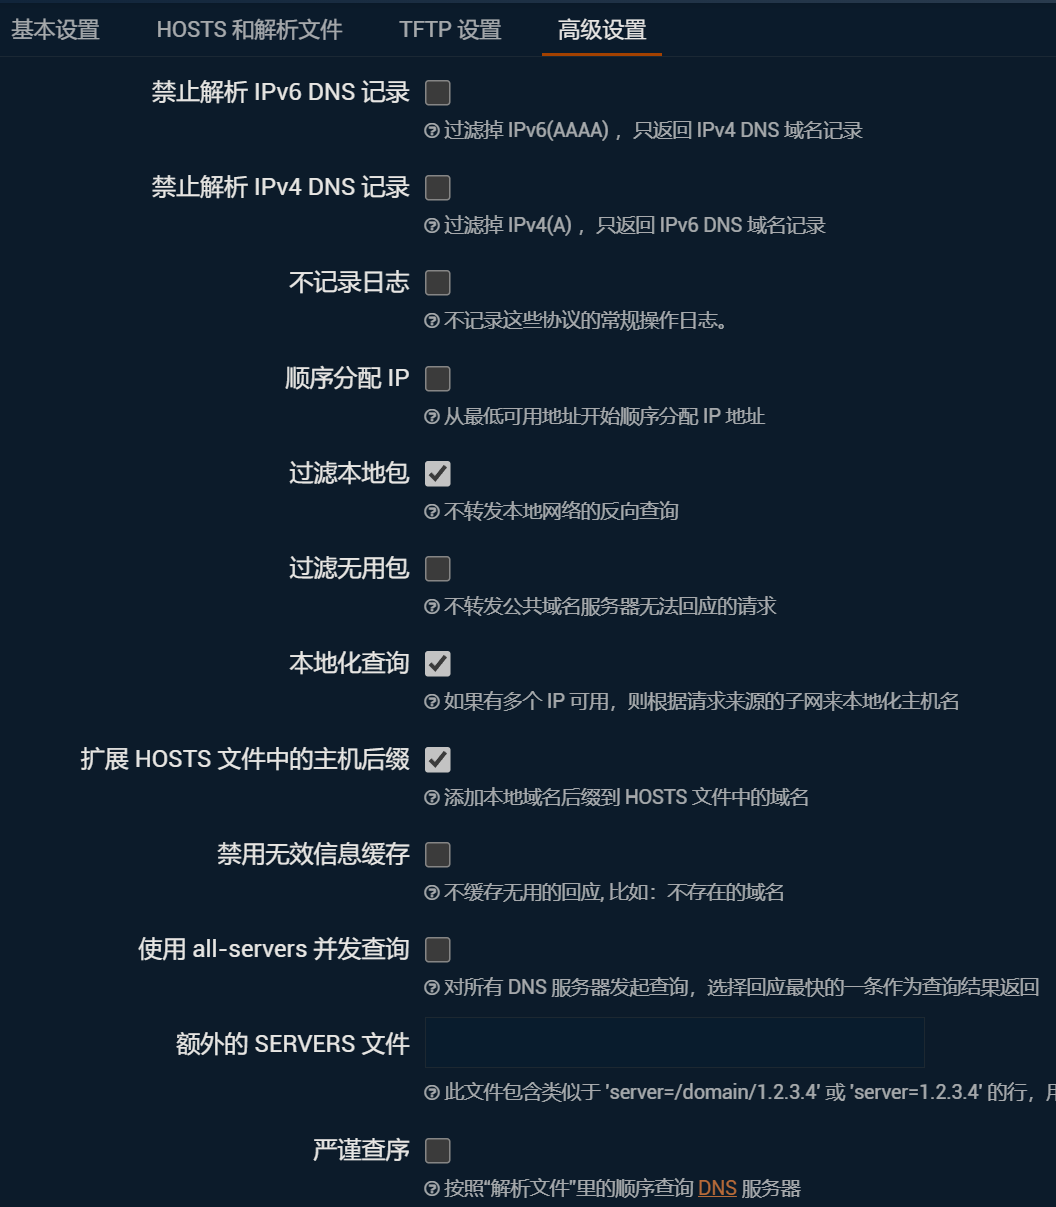 基本设置 HOSTS 和解析文件 TFTP 设置 高级设置
禁止解析 IPv6 DNS 记录
过滤掉 IPv6(AAAA) ，只返回 IPv4 DNS 域名记录
禁止解析 IPv4 DNS 记录
过滤掉 IPv4(A) ，只返回 IPv6 DNS 域名记录
不记录日志
不记录这些协议的常规操作日志。
顺序分配 IP
从最低可用地址开始顺序分配 IP 地址
过滤本地包
不转发本地网络的反向查询
过滤无用包
不转发公共域名服务器无法回应的请求
本地化查询
如果有多个 IP 可用，则根据请求来源的子网来本地化主机名
扩展 HOSTS 文件中的主机后缀
添加本地域名后缀到 HOSTS 文件中的域名
禁用无效信息缓存
不缓存无用的回应, 比如：不存在的域名
使用 all-servers 并发查询
对所有 DNS 服务器发起查询，选择回应最快的一条作为查询结果返回
额外的 SERVERS 文件
此文件包含类似于 'server=/domain/1.2.3.4' 或 'server=1.2.3.4' 的行，用
严谨查序
按照“解析文件”里的顺序查询 DNS 服务器